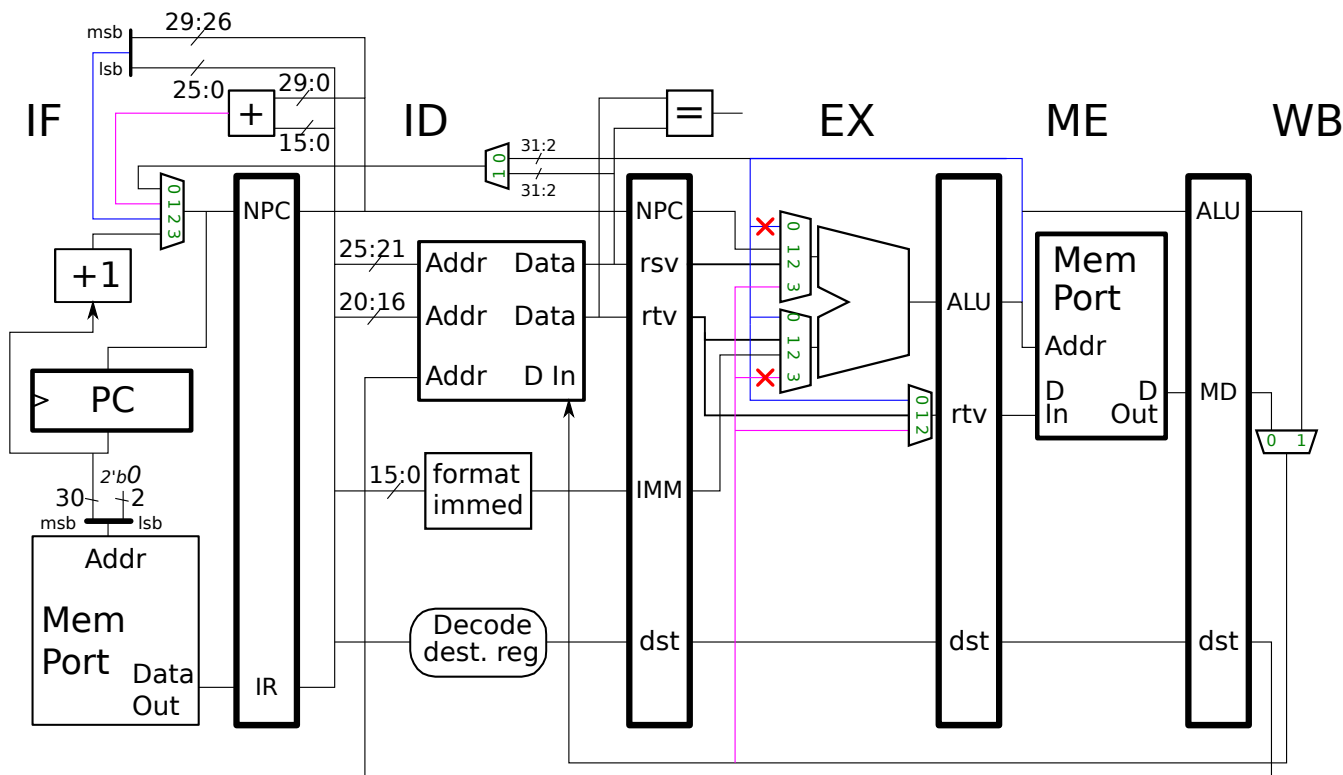 29:26
msb
lsb
25:0
29:0
+
15:0
IF
ID
=
EX
ME
WB
31:2
0
1
31:2
0
1
2
3
+1
NPC
NPC
ALU
25:21
Addr
Data
rsv
20:16
Addr
Data
rtv
Addr
D In
0
1
2
3
0
1
2
3
ALU
Mem
Port
Addr
D
In
D
Out
MD
0 1
0
1
2
rtv
PC
2'b0
30
2
msb
lsb
Addr
Mem
Port
Data
Out
15:0
format
immed
IMM
Decode
dest. reg
dst
dst
dst
IR